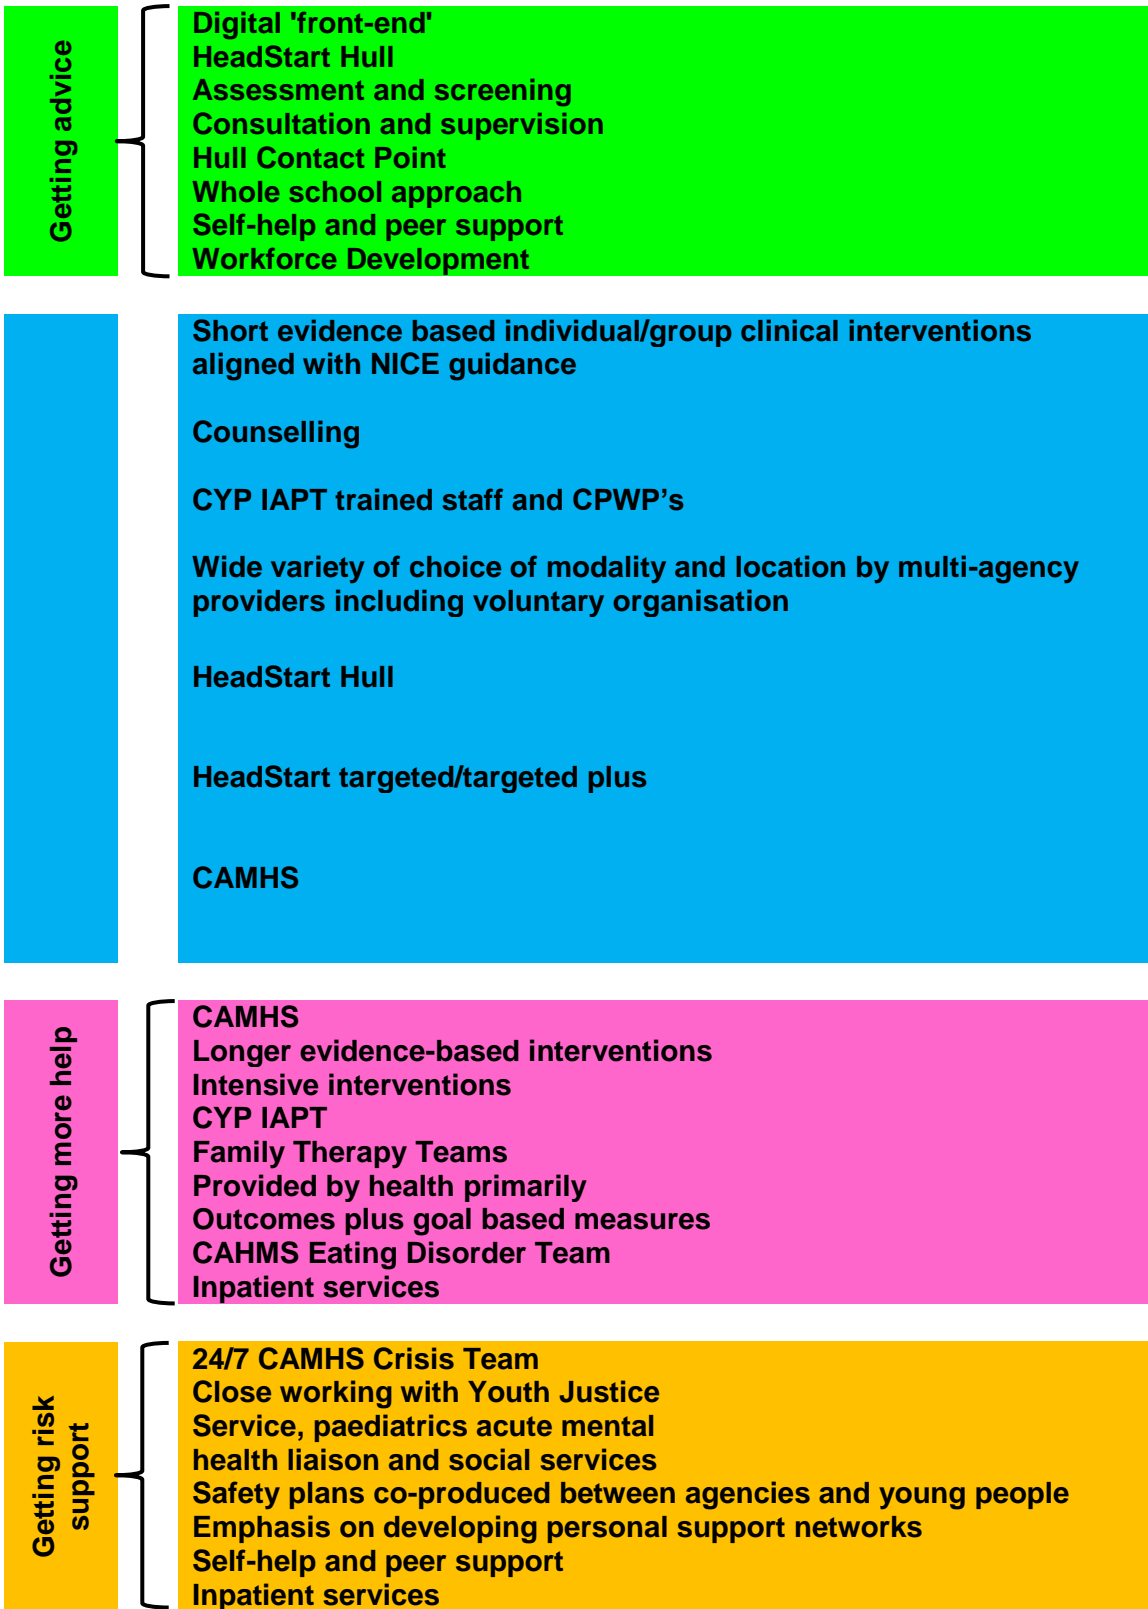 Getting advice
Digital 'front-end'
HeadStart Hull
Assessment and screening
Consultation and supervision
Hull Contact Point
Whole school approach
Self-help and peer support
Workforce Development
Short evidence based individual/group clinical interventions
aligned with NICE guidance
Counselling
CYP IAPT trained staff and CPWP’s
Wide variety of choice of modality and location by multi-agency
providers including voluntary organisation
HeadStart Hull
HeadStart targeted/targeted plus
CAMHS
Getting more help
CAMHS
Longer evidence-based interventions
Intensive interventions
CYP IAPT
Family Therapy Teams
Provided by health primarily
Outcomes plus goal based measures
CAHMS Eating Disorder Team
Inpatient services
Getting risk
support
24/7 CAMHS Crisis Team
Close working with Youth Justice
Service, paediatrics acute mental
health liaison and social services
Safety plans co-produced between agencies and young people
Emphasis on developing personal support networks
Self-help and peer support
Inpatient services